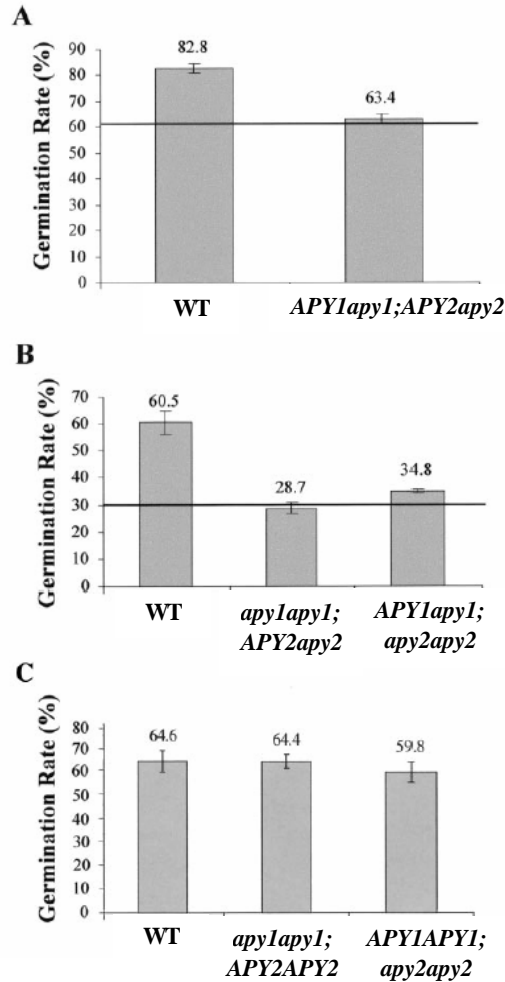 A
Germination Rate (%)
90
80
70
60
50
40
30
20
10
0
82.8
63.4
WT
APY1apy1;APY2apy2
B
Germination Rate (%)
70
60
50
40
30
20
10
0
60.5
28.7
34.8
WT
apy1apy1;
APY2apy2
APY1apy1;
apy2apy2
C
Germination Rate (%)
80
70
60
50
40
30
20
10
0
64.6
64.4
59.8
WT
apy1apy1;
APY2APY2
APY1APY1;
apy2apy2